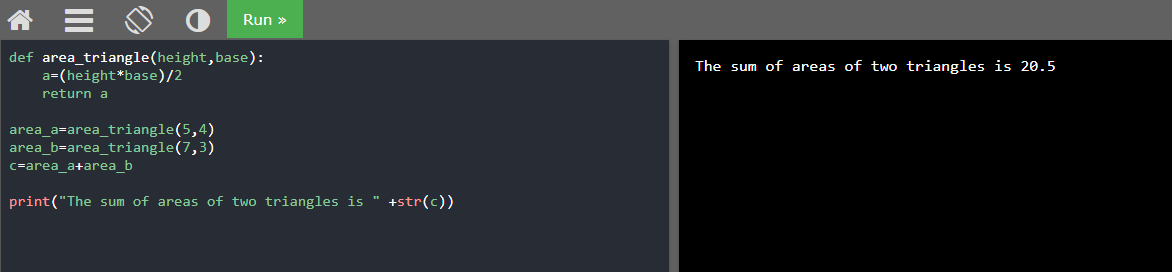 Run »
def area_triangle(height,base):
    a=(height*base)/2
    return a
area_a=area_triangle(5,4)
area_b=area_triangle(7,3)
c=area_a+area_b
print("The sum of areas of two triangles is " +str(c))
The sum of areas of two triangles is 20.5